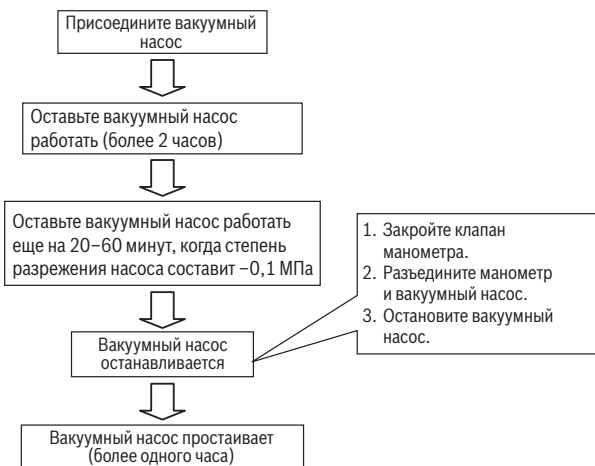 Присоедините вакуумный
насос
Оставьте вакуумный насос
работать (более 2 часов)
Оставьте вакуумный насос работать
еще на 20–60 минут, когда степень
разрежения насоса составит –0,1 МПа
1. Закройте клапан
манометра.
2. Разъедините манометр
и вакуумный насос.
3. Остановите вакуумный
насос.
Вакуумный насос
останавливается
Вакуумный насос простаивает
(более одного часа)